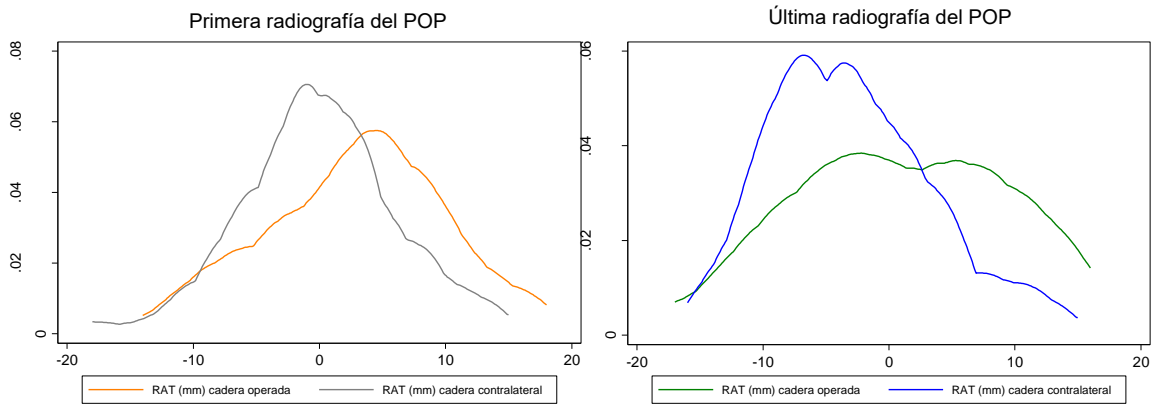 Primera radiografía del POP
.08
.06
.04
.02
0
-20 -10 0 10 20
RAT (mm) cadera operada RAT (mm) cadera contralateral
Última radiografía del POP
.06
.04
.02
0
-20 -10 0 10 20
RAT (mm) cadera operada RAT (mm) cadera contralateral